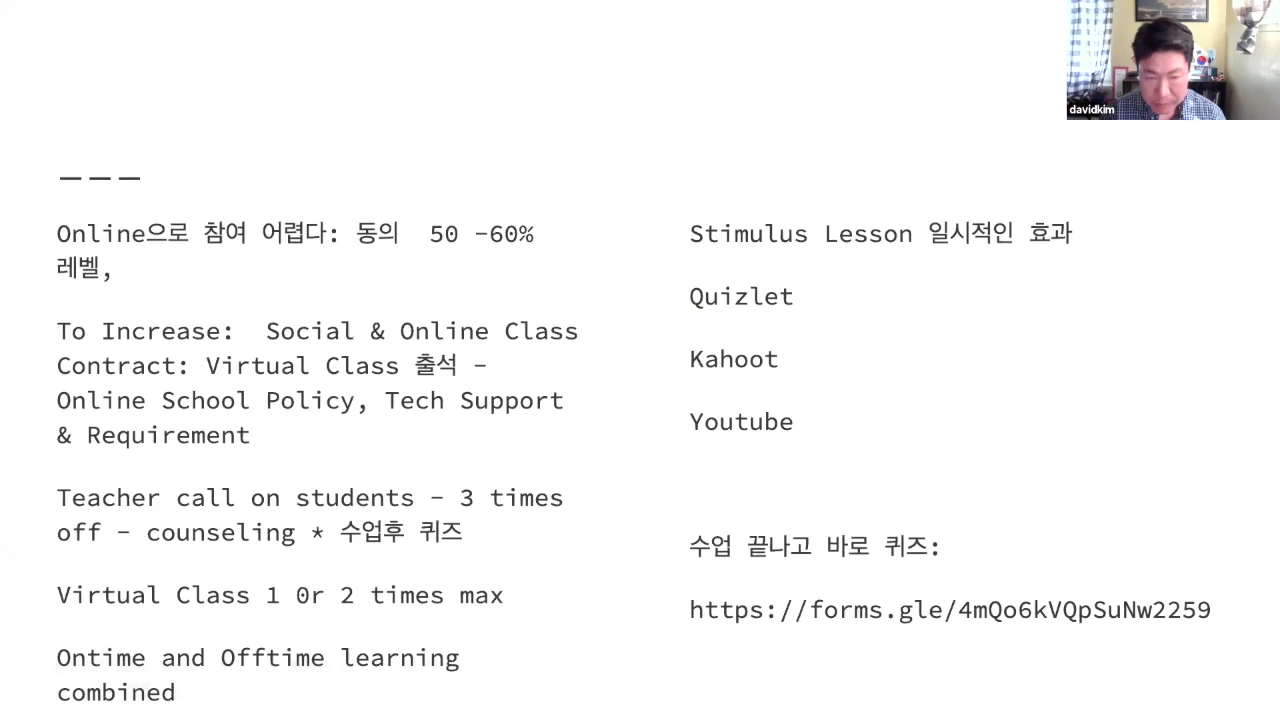 davidkim
———
Online으로 참여 어렵다: 동의 50 -60%
레벨,
To Increase: Social & Online Class
Contract: Virtual Class 출석 -
Online School Policy, Tech Support
& Requirement
Teacher call on students - 3 times
off - counseling * 수업후 퀴즈
Virtual Class 1 0r 2 times max
Ontime and Offtime learning
combined
Stimulus Lesson 일시적인 효과
Quizlet
Kahoot
Youtube
수업 끝나고 바로 퀴즈:
https://forms.gle/4mQo6kVQpSuNw2259